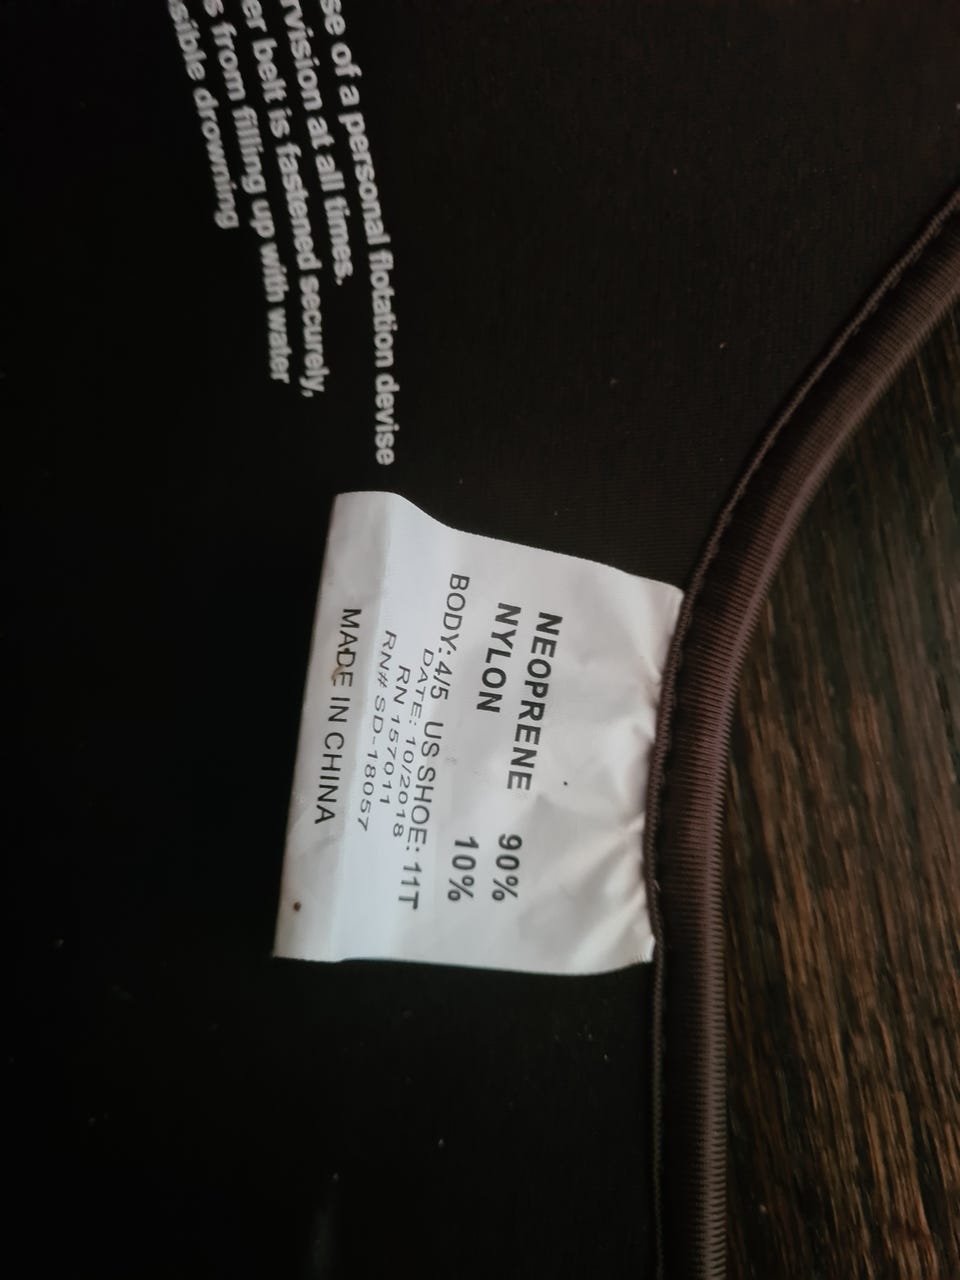 se of a personal flotation devise
rvision at all times.
er belt is fastened securely,
s from filling up with water
sible drowning
NEOPRENE 90%
NYLON 10%
BODY: 4/5 US SHOE: 11T
DATE: 10/2018
RN 157011
RN# SD-18057
MADE IN CHINA